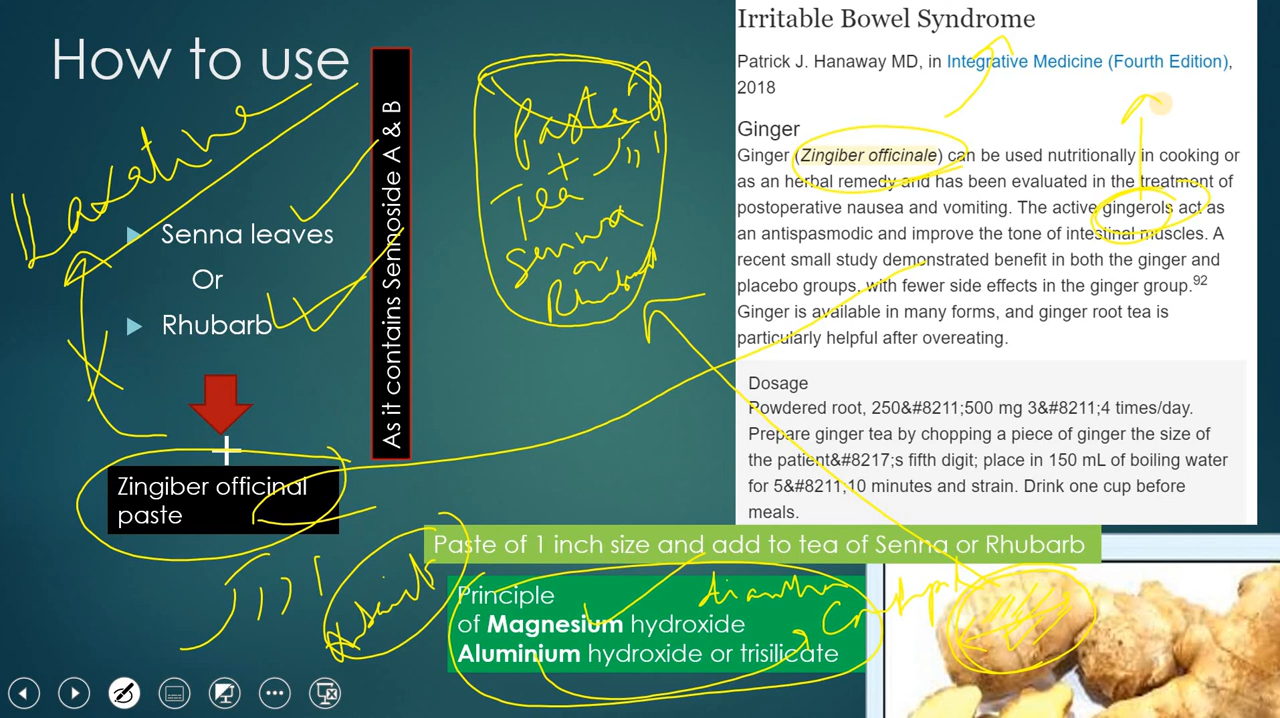 How to use
Laxative
Senna leaves
Or
Rhubarb
Zingiber officinal
paste
As it contains Sennoside A & B
Paste
+
Tea
Senna
or
Rhubarb
Irritable Bowel Syndrome
Patrick J. Hanaway MD, in Integrative Medicine (Fourth Edition),
2018
Ginger
Ginger (Zingiber officinale) can be used nutritionally in cooking or
as an herbal remedy and has been evaluated in the treatment of
postoperative nausea and vomiting. The active gingerols act as
an antispasmodic and improve the tone of intestinal muscles. A
recent small study demonstrated benefit in both the ginger and
placebo groups, with fewer side effects in the ginger group.92
Ginger is available in many forms, and ginger root tea is
particularly helpful after overeating.
Dosage
Powdered root, 250&#8211;500 mg 3&#8211;4 times/day.
Prepare ginger tea by chopping a piece of ginger the size of
the patient&#8217;s fifth digit; place in 150 mL of boiling water
for 5&#8211;10 minutes and strain. Drink one cup before
meals.
Paste of 1 inch size and add to tea of Senna or Rhubarb
Principle
of Magnesium hydroxide
Aluminium hydroxide or trisilicate